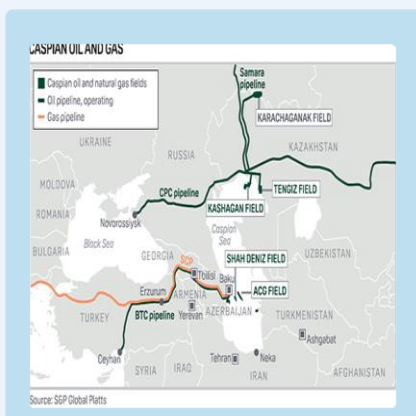 CASPIAN OIL AND GAS
Caspian oil and natural gas fields
Oil pipeline, operating
Gas pipeline
Samara
pipeline
KARACHAGANAK FIELD
UKRAINE
RUSSIA
KAZAKHSTAN
MOLDOVA
CPC pipeline
TENGIZ FIELD
ROMANIA
Novorossiysk
KASHAGAN FIELD
Black Sea
Caspian
Sea
BULGARIA
GEORGIA
SCP
SHAH DENIZ FIELD
UZBEKISTAN
Tbilisi
Erzurum
Baku
ACG FIELD
ARMENIA
TURKEY
BTC pipeline
Yerevan
AZERBAIJAN
TURKMENISTAN
Ashgabat
Ceyhan
Tehran
Neka
SYRIA
IRAQ
IRAN
AFGHANISTAN
Source: S&P Global Platts